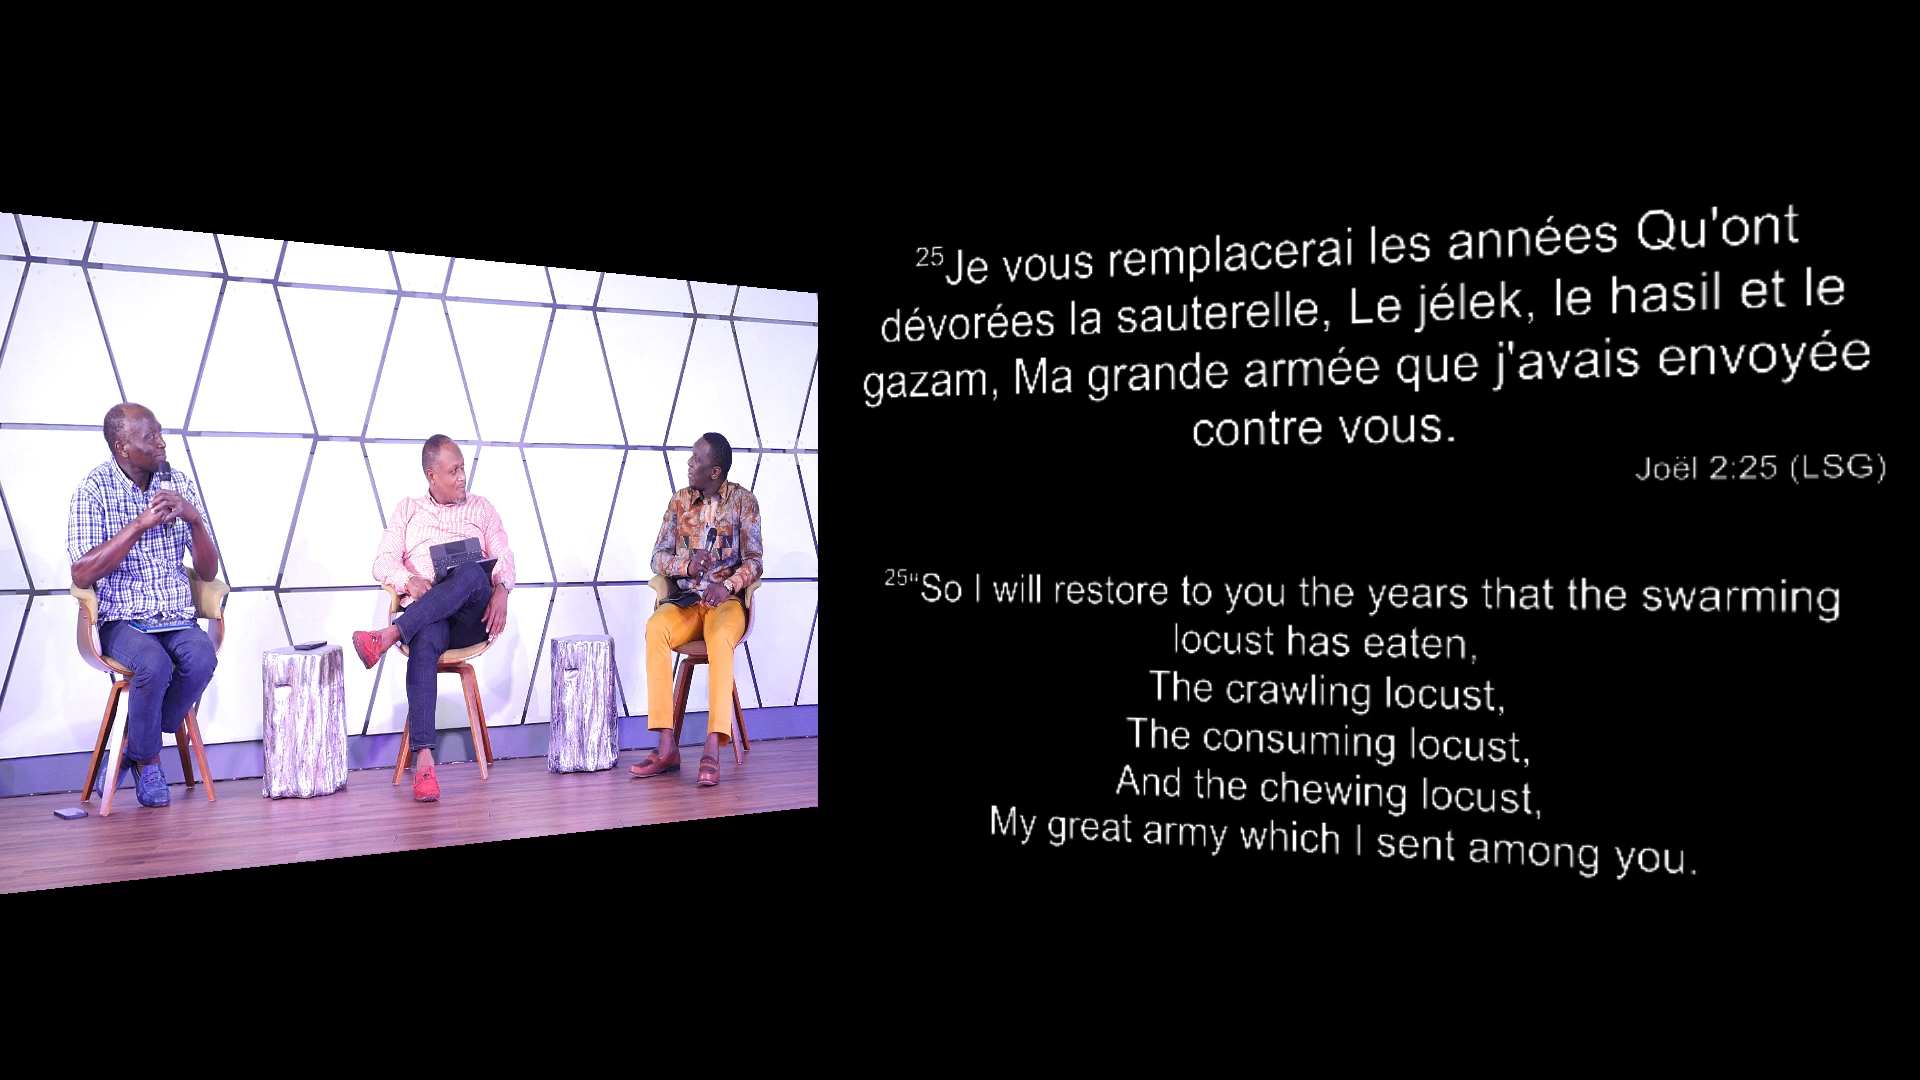 25Je vous remplacerai les années Qu'ont
dévorées la sauterelle, Le jélek, le hasil et le
gazam, Ma grande armée que j'avais envoyée
contre vous.
Joël 2:25 (LSG)
25“So I will restore to you the years that the swarming
locust has eaten,
The crawling locust,
The consuming locust,
And the chewing locust,
My great army which I sent among you.